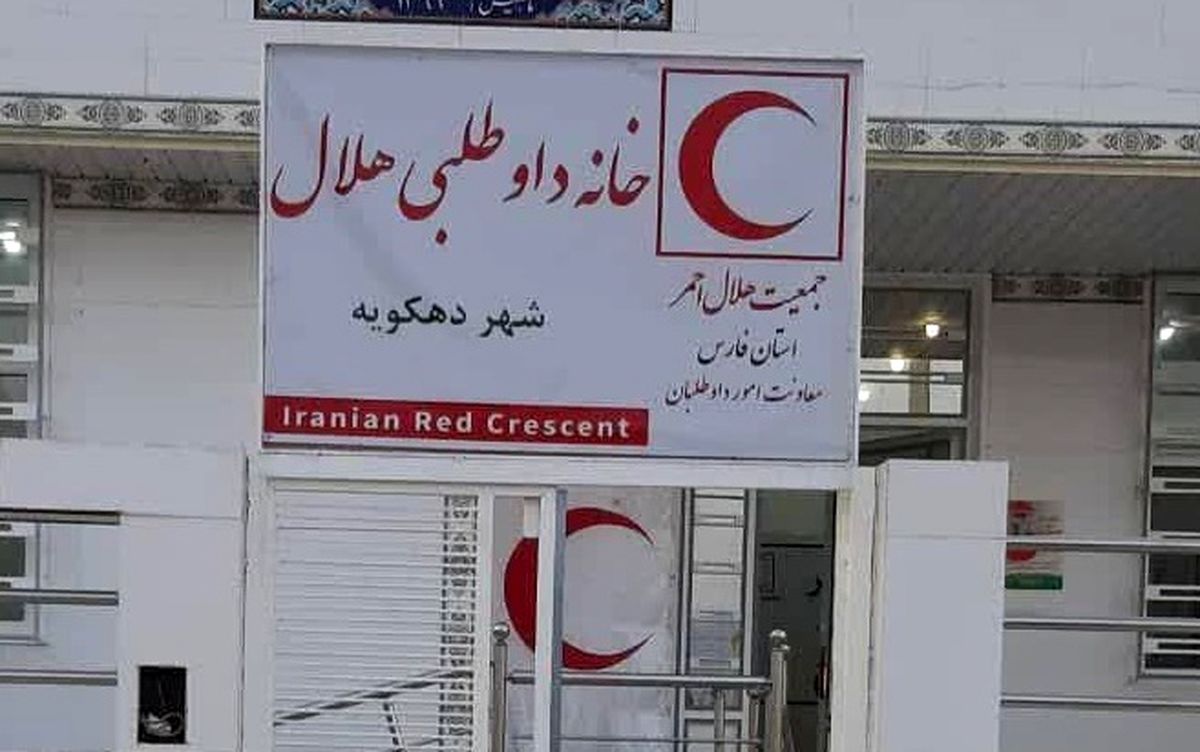 خانه داوطلبی هلال
شهر دهکویه
جمعیت هلال احمر
استان فارس
معاونت امور داوطلبان
Iranian Red Crescent